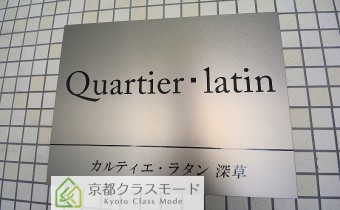 Quartier▪latin
カルティエ・ラタン 深草
京都クラスモード
Kyoto Class Mode